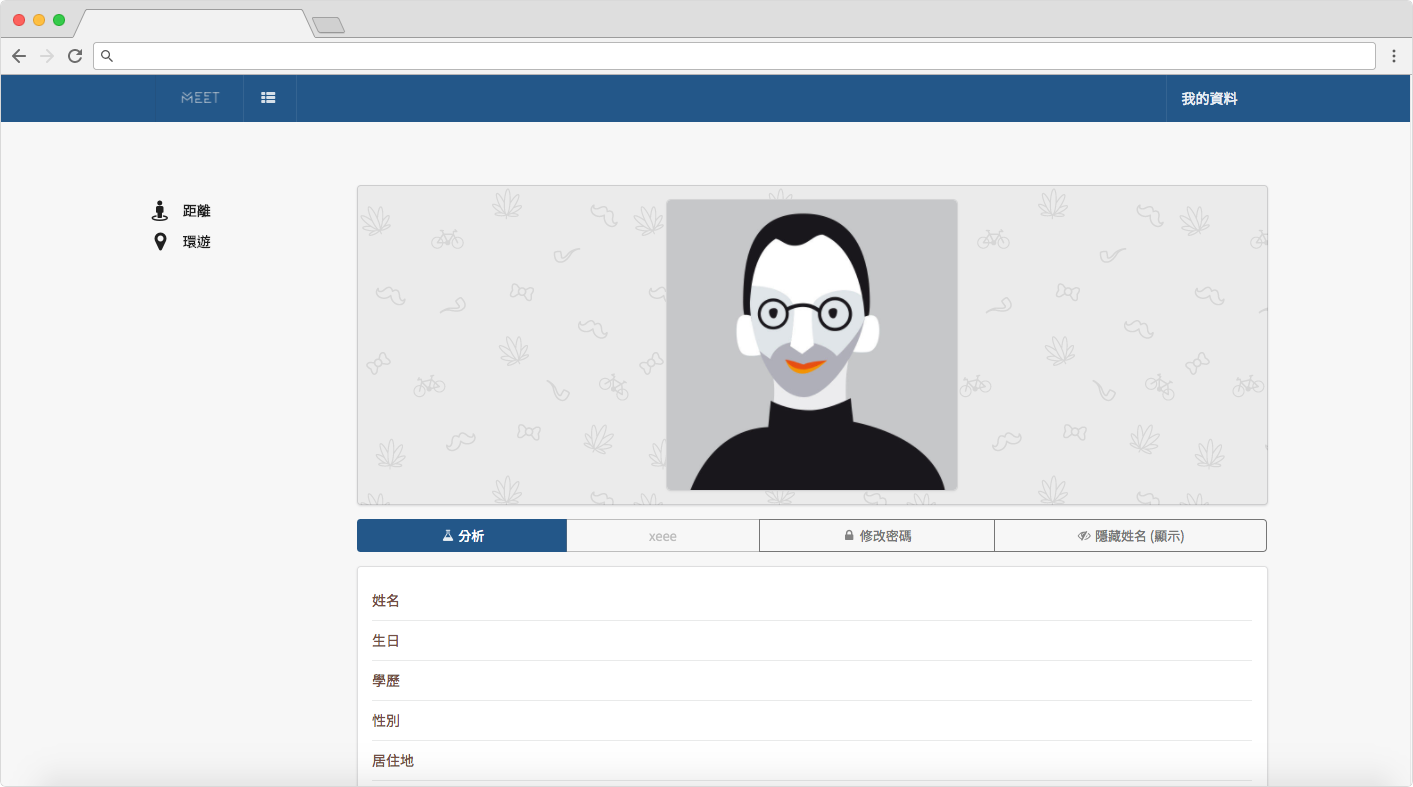 MEET
我的資料
距離
環遊
分析
xeee
修改密碼
隱藏姓名 (顯示)
姓名
生日
學歷
性別
居住地